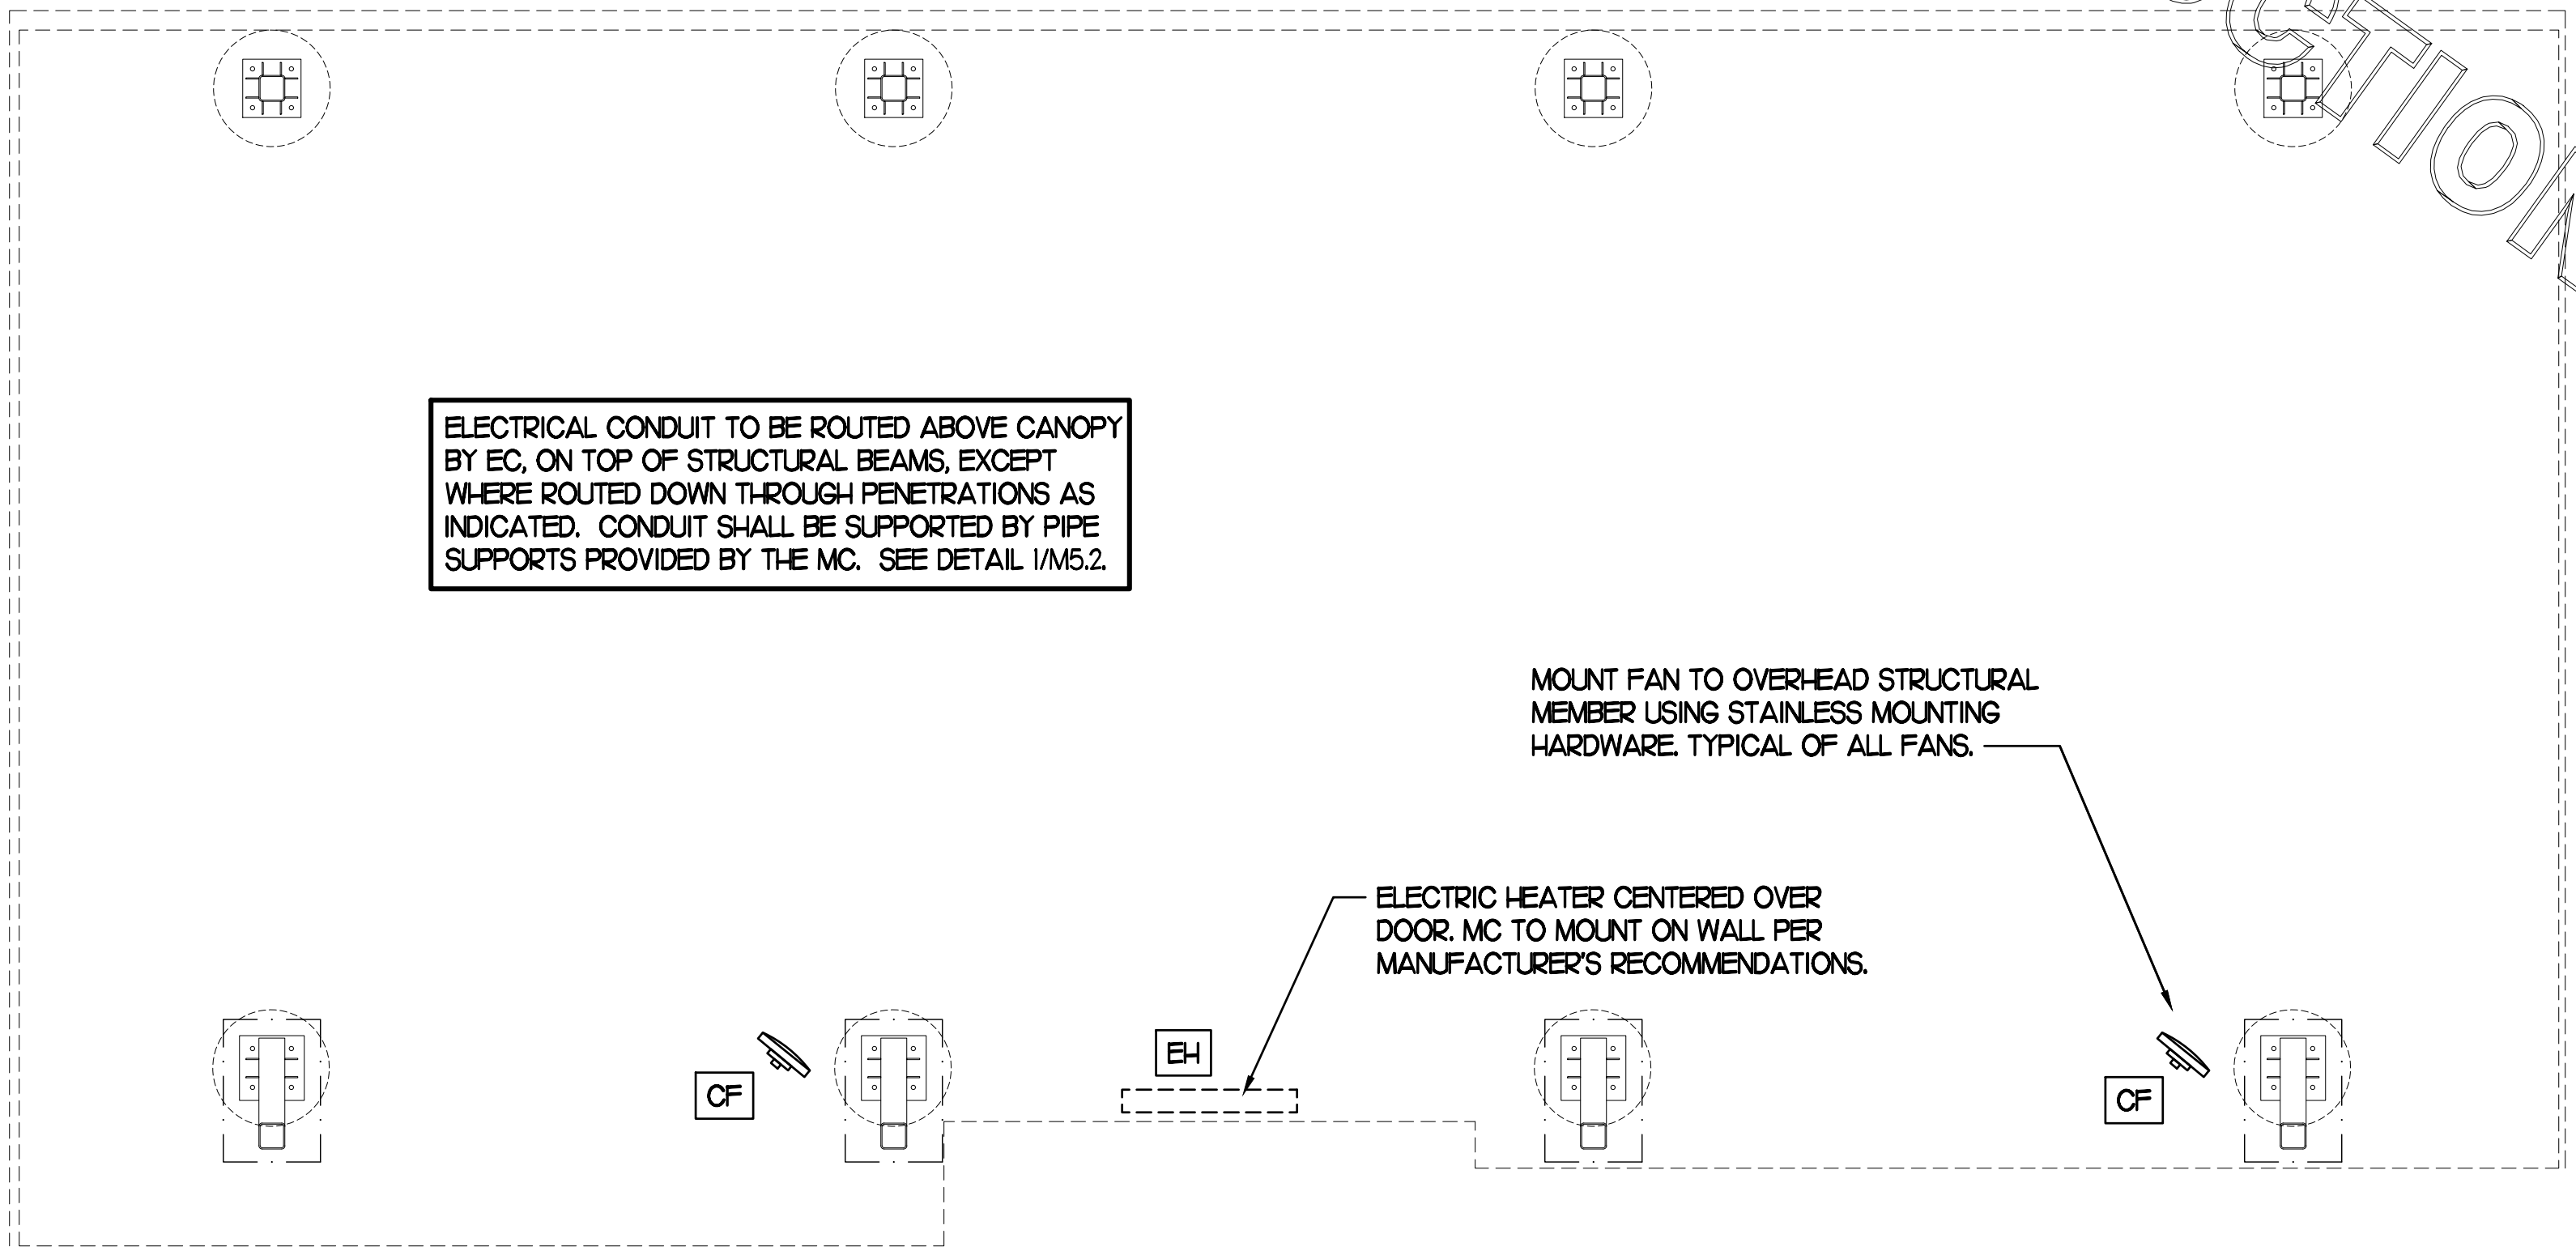 CTION
ELECTRICAL CONDUIT TO BE ROUTED ABOVE CANOPY
BY EC, ON TOP OF STRUCTURAL BEAMS, EXCEPT
WHERE ROUTED DOWN THROUGH PENETRATIONS AS
INDICATED. CONDUIT SHALL BE SUPPORTED BY PIPE
SUPPORTS PROVIDED BY THE MC. SEE DETAIL 1/M5.2.
MOUNT FAN TO OVERHEAD STRUCTURAL
MEMBER USING STAINLESS MOUNTING
HARDWARE. TYPICAL OF ALL FANS.
ELECTRIC HEATER CENTERED OVER
DOOR. MC TO MOUNT ON WALL PER
MANUFACTURER'S RECOMMENDATIONS.
EH
CF
CF